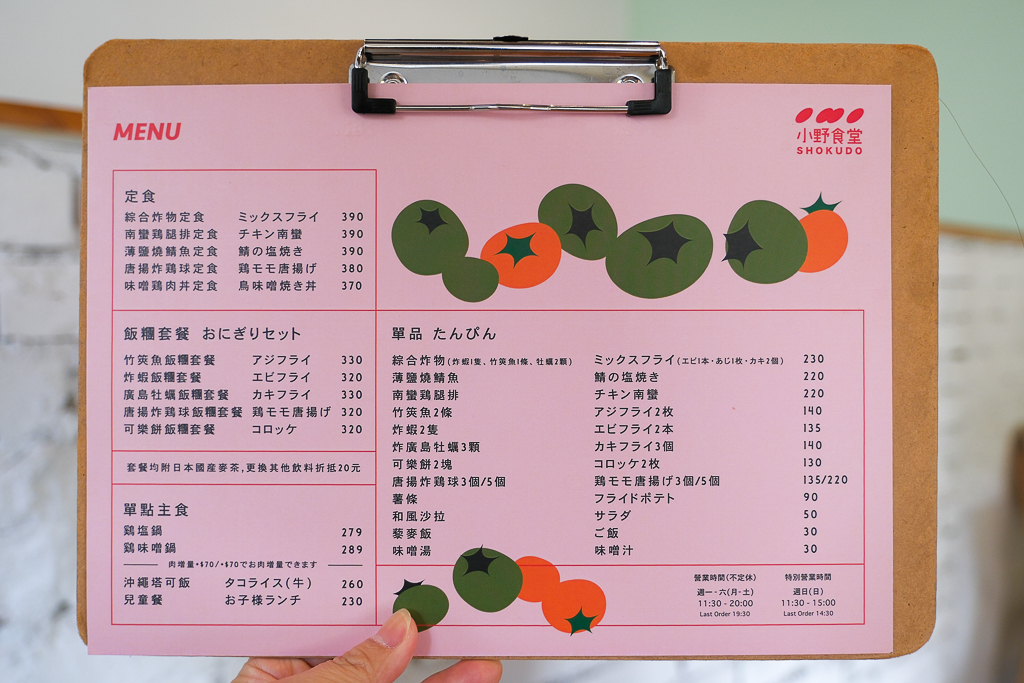 MENU
小野食堂
SHOKUDO
定食
綜合炸物定食 ミックスフライ 390
南蠻鶏腿排定食 チキン南蠻 390
薄鹽燒鯖魚定食 鯖の塩焼き 390
唐揚炸鶏球定食 鶏モモ唐揚げ 380
味噌鶏肉丼定食 鳥味噌焼き丼 370
飯糰套餐 おにぎりセット
竹筴魚飯糰套餐 アジフライ 330
炸蝦飯糰套餐 エビフライ 320
廣島牡蠣飯糰套餐 カキフライ 330
唐揚炸鶏球飯糰套餐 鶏モモ唐揚げ 320
可樂餅飯糰套餐 コロッケ 320
套餐均附日本國産麥茶,更換其他飲料折抵20元
單點主食
鶏塩鍋 279
鶏味噌鍋 289
肉增量+$70/+$70でお肉増量できます
沖繩塔可飯 タコライス(牛) 260
兒童餐 お子様ランチ 230
單品 たんぴん
綜合炸物(炸蝦1隻、竹筴魚1條、牡蠣2顆) ミックスフライ(エビ1本・あじ1枚・カキ2個) 230
薄鹽燒鯖魚 鯖の塩焼き 220
南蠻鶏腿排 チキン南蠻 220
竹筴魚2條 アジフライ2枚 140
炸蝦2隻 エビフライ2本 135
炸廣島牡蠣3顆 カキフライ3個 140
可樂餅2塊 コロッケ2枚 130
唐揚炸鶏球3個/5個 鶏モモ唐揚げ3個/5個 135/220
薯條 フライドポテト 90
和風沙拉 サラダ 50
藜麥飯 ご飯 30
味噌湯 味噌汁 30
營業時間(不定休) 特別營業時間
週一-六(月-土) 週日(日)
11:30 - 20:00 11:30 - 15:00
Last Order 19:30 Last Order 14:30